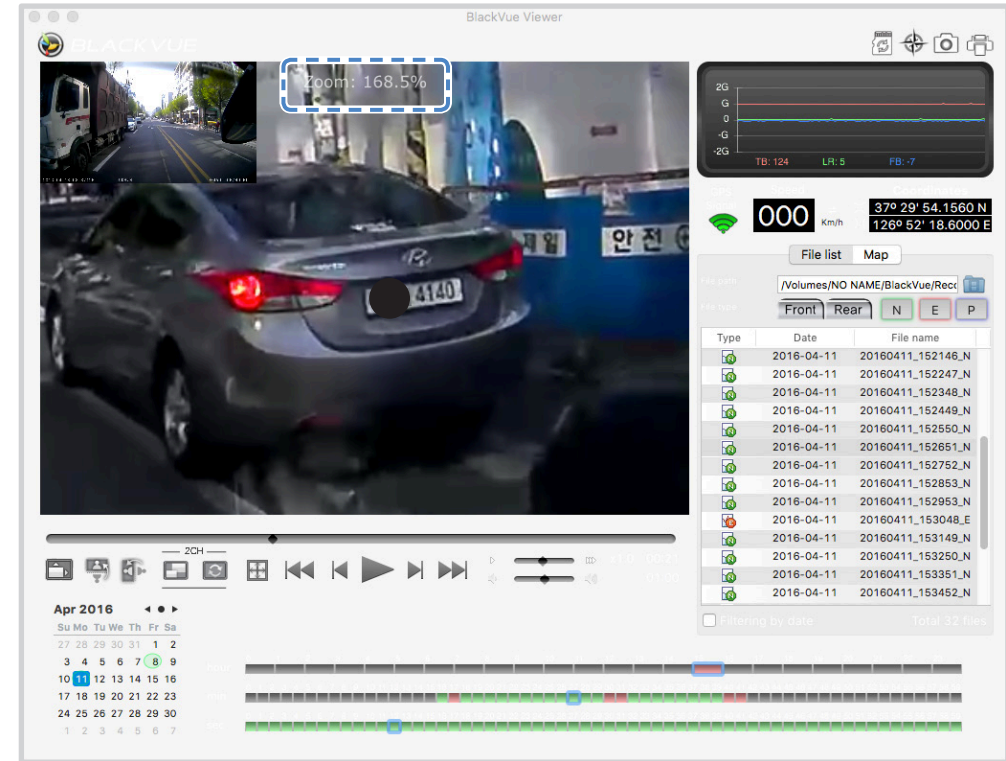 BlackVue Viewer
BLACKVUE
Zoom: 168.5%
제일 안전
4140
2G
G
0
-G
-2G
TB: 124 LR: 5 FB: -7
000 Km/h
37º 29' 54.1560 N
126º 52' 18.6000 E
File list Map
/Volumes/NO NAME/BlackVue/Reco
Front Rear N E P
Type Date File name
N 2016-04-11 20160411_152146_N
N 2016-04-11 20160411_152247_N
N 2016-04-11 20160411_152348_N
N 2016-04-11 20160411_152449_N
N 2016-04-11 20160411_152550_N
N 2016-04-11 20160411_152651_N
N 2016-04-11 20160411_152752_N
N 2016-04-11 20160411_152853_N
N 2016-04-11 20160411_152953_N
E 2016-04-11 20160411_153048_E
N 2016-04-11 20160411_153149_N
N 2016-04-11 20160411_153250_N
N 2016-04-11 20160411_153351_N
N 2016-04-11 20160411_153452_N
Filtering by date Total 32 files
2CH
Apr 2016
Su Mo Tu We Th Fr Sa
27 28 29 30 31 1 2
3 4 5 6 7 8 9
10 11 12 13 14 15 16
17 18 19 20 21 22 23
24 25 26 27 28 29 30
1 2 3 4 5 6 7